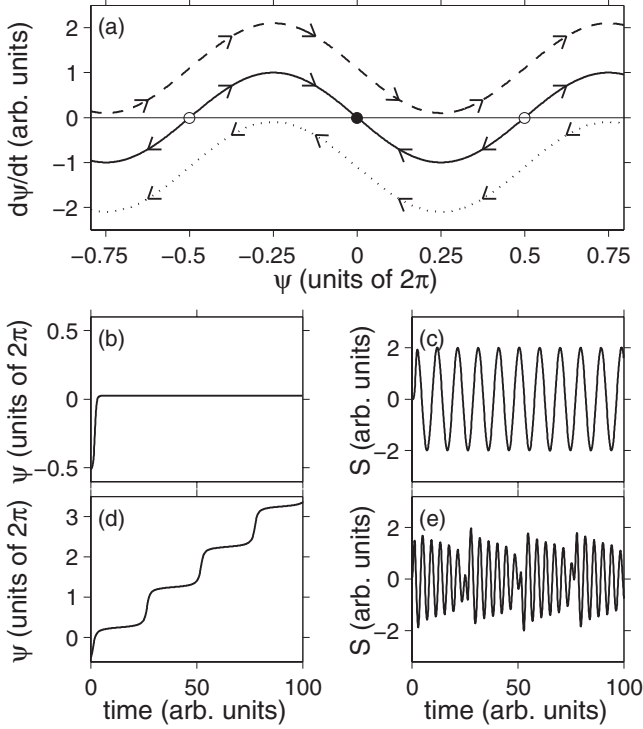 (a)
dψ/dt (arb. units)
2
1
0
−1
−2
−0.75 −0.5 −0.25 0 0.25 0.5 0.75
ψ (units of 2π)
(b)
ψ (units of 2π)
0.5
0
−0.5
(c)
S (arb. units)
2
−2
(d)
ψ (units of 2π)
3
2
1
0
0 50 100
time (arb. units)
(e)
S (arb. units)
2
0
−2
0 50 100
time (arb. units)